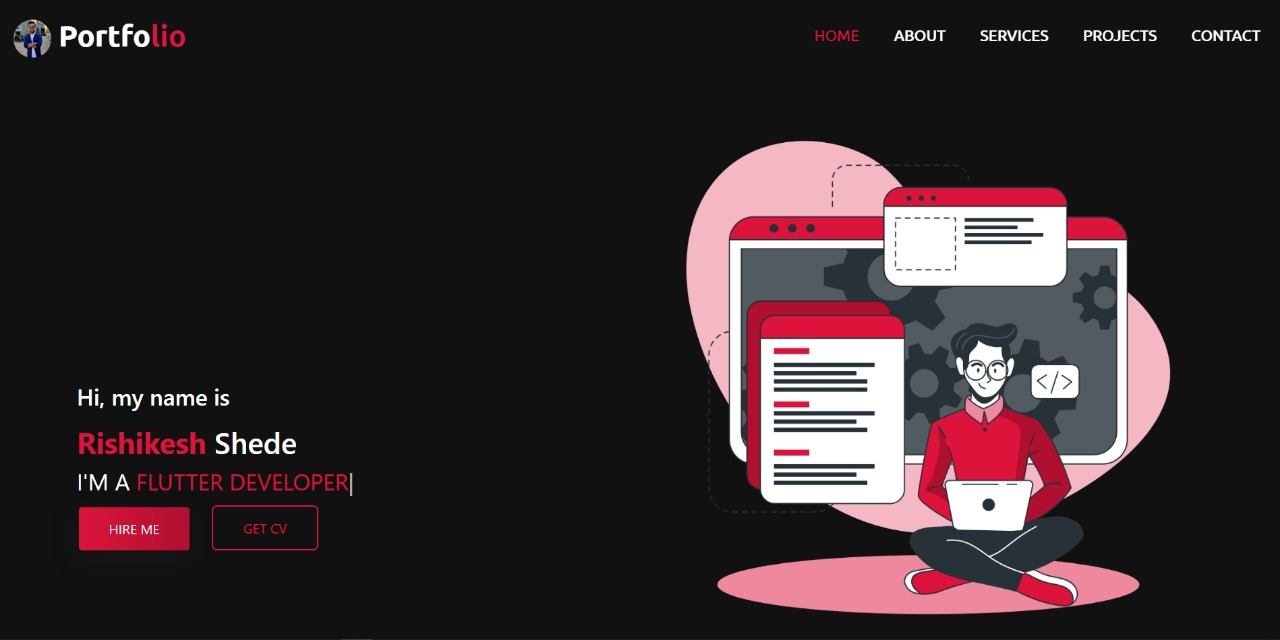 Portfolio
HOME ABOUT SERVICES PROJECTS CONTACT
</>
Hi, my name is
Rishikesh Shede
I'M A FLUTTER DEVELOPER|
HIRE ME GET CV